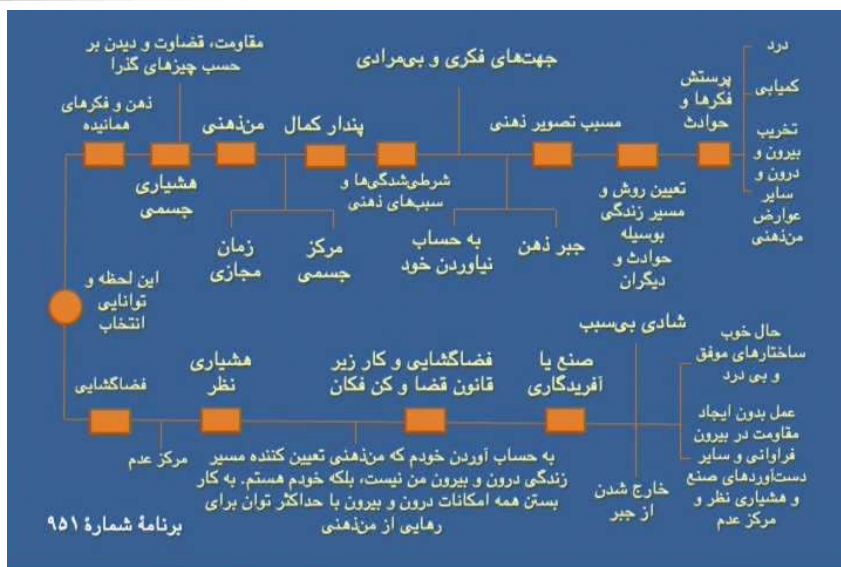 مقاومت، قضاوت و دیدن بر
حسب چیزهای گذرا
ذهن و فکرهای
همانیده
هشیاری
جسمی
من‌ذهنی
پندار کمال
زمان
مجازی
مرکز
جسمی
شرطی‌شدگی‌ها و
سبب‌های ذهنی
جهت‌های فکری و بی‌مرادی
به حساب
نیاوردن خود
جبر ذهن
مسبب تصویر ذهنی
تعیین روش و
مسیر زندگی
بوسیله
حوادث و
دیگران
پرستش
فکرها و
حوادث
درد
کمیابی
تخریب
بیرون و
درون و
سایر
عوارض
من‌ذهنی
این لحظه و
توانایی
انتخاب
فضاگشایی
مرکز عدم
هشیاری
نظر
فضاگشایی و کار زیر
قانون قضا و کن فکان
به حساب آوردن خودم که من‌ذهنی تعیین کننده مسیر
زندگی درون و بیرون من نیست، بلکه خودم هستم. به کار
بستن همه امکانات درون و بیرون با حداکثر توان برای
رهایی از من‌ذهنی
صنع یا
آفریدگاری
شادی بی‌سبب
خارج شدن
از جبر
حال خوب
ساختارهای موفق
و بی درد
عمل بدون ایجاد
مقاومت در بیرون
فراوانی و سایر
دست‌آوردهای صنع
و هشیاری نظر و
مرکز عدم
برنامهٔ شمارهٔ ۹۵۱